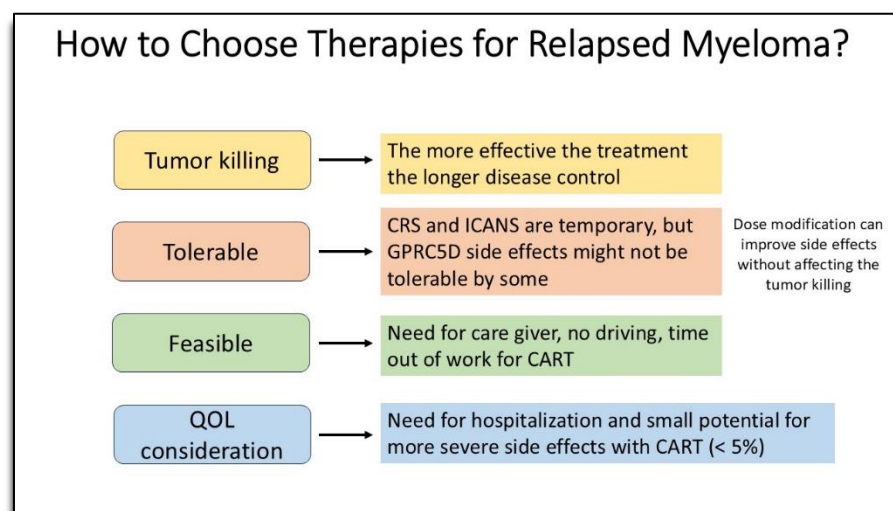 How to Choose Therapies for Relapsed Myeloma?
Tumor killing
The more effective the treatment
the longer disease control
Tolerable
CRS and ICANS are temporary, but
GPRC5D side effects might not be
tolerable by some
Dose modification can
improve side effects
without affecting the
tumor killing
Feasible
Need for care giver, no driving, time
out of work for CART
QOL
consideration
Need for hospitalization and small potential for
more severe side effects with CART (< 5%)